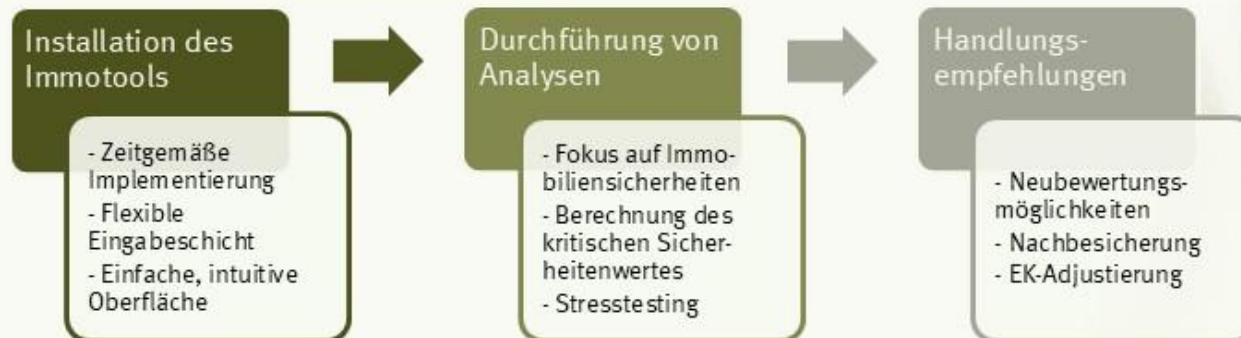 Installation des
Immotools
- Zeitgemäße
Implementierung
- Flexible
Eingabeschicht
- Einfache, intuitive
Oberfläche
Durchführung von
Analysen
- Fokus auf Immo-
biliensicherheiten
- Berechnung des
kritischen Sicher-
heitenwertes
- Stresstesting
Handlungs-
empfehlungen
- Neubewertungs-
möglichkeiten
- Nachbesicherung
- EK-Adjustierung